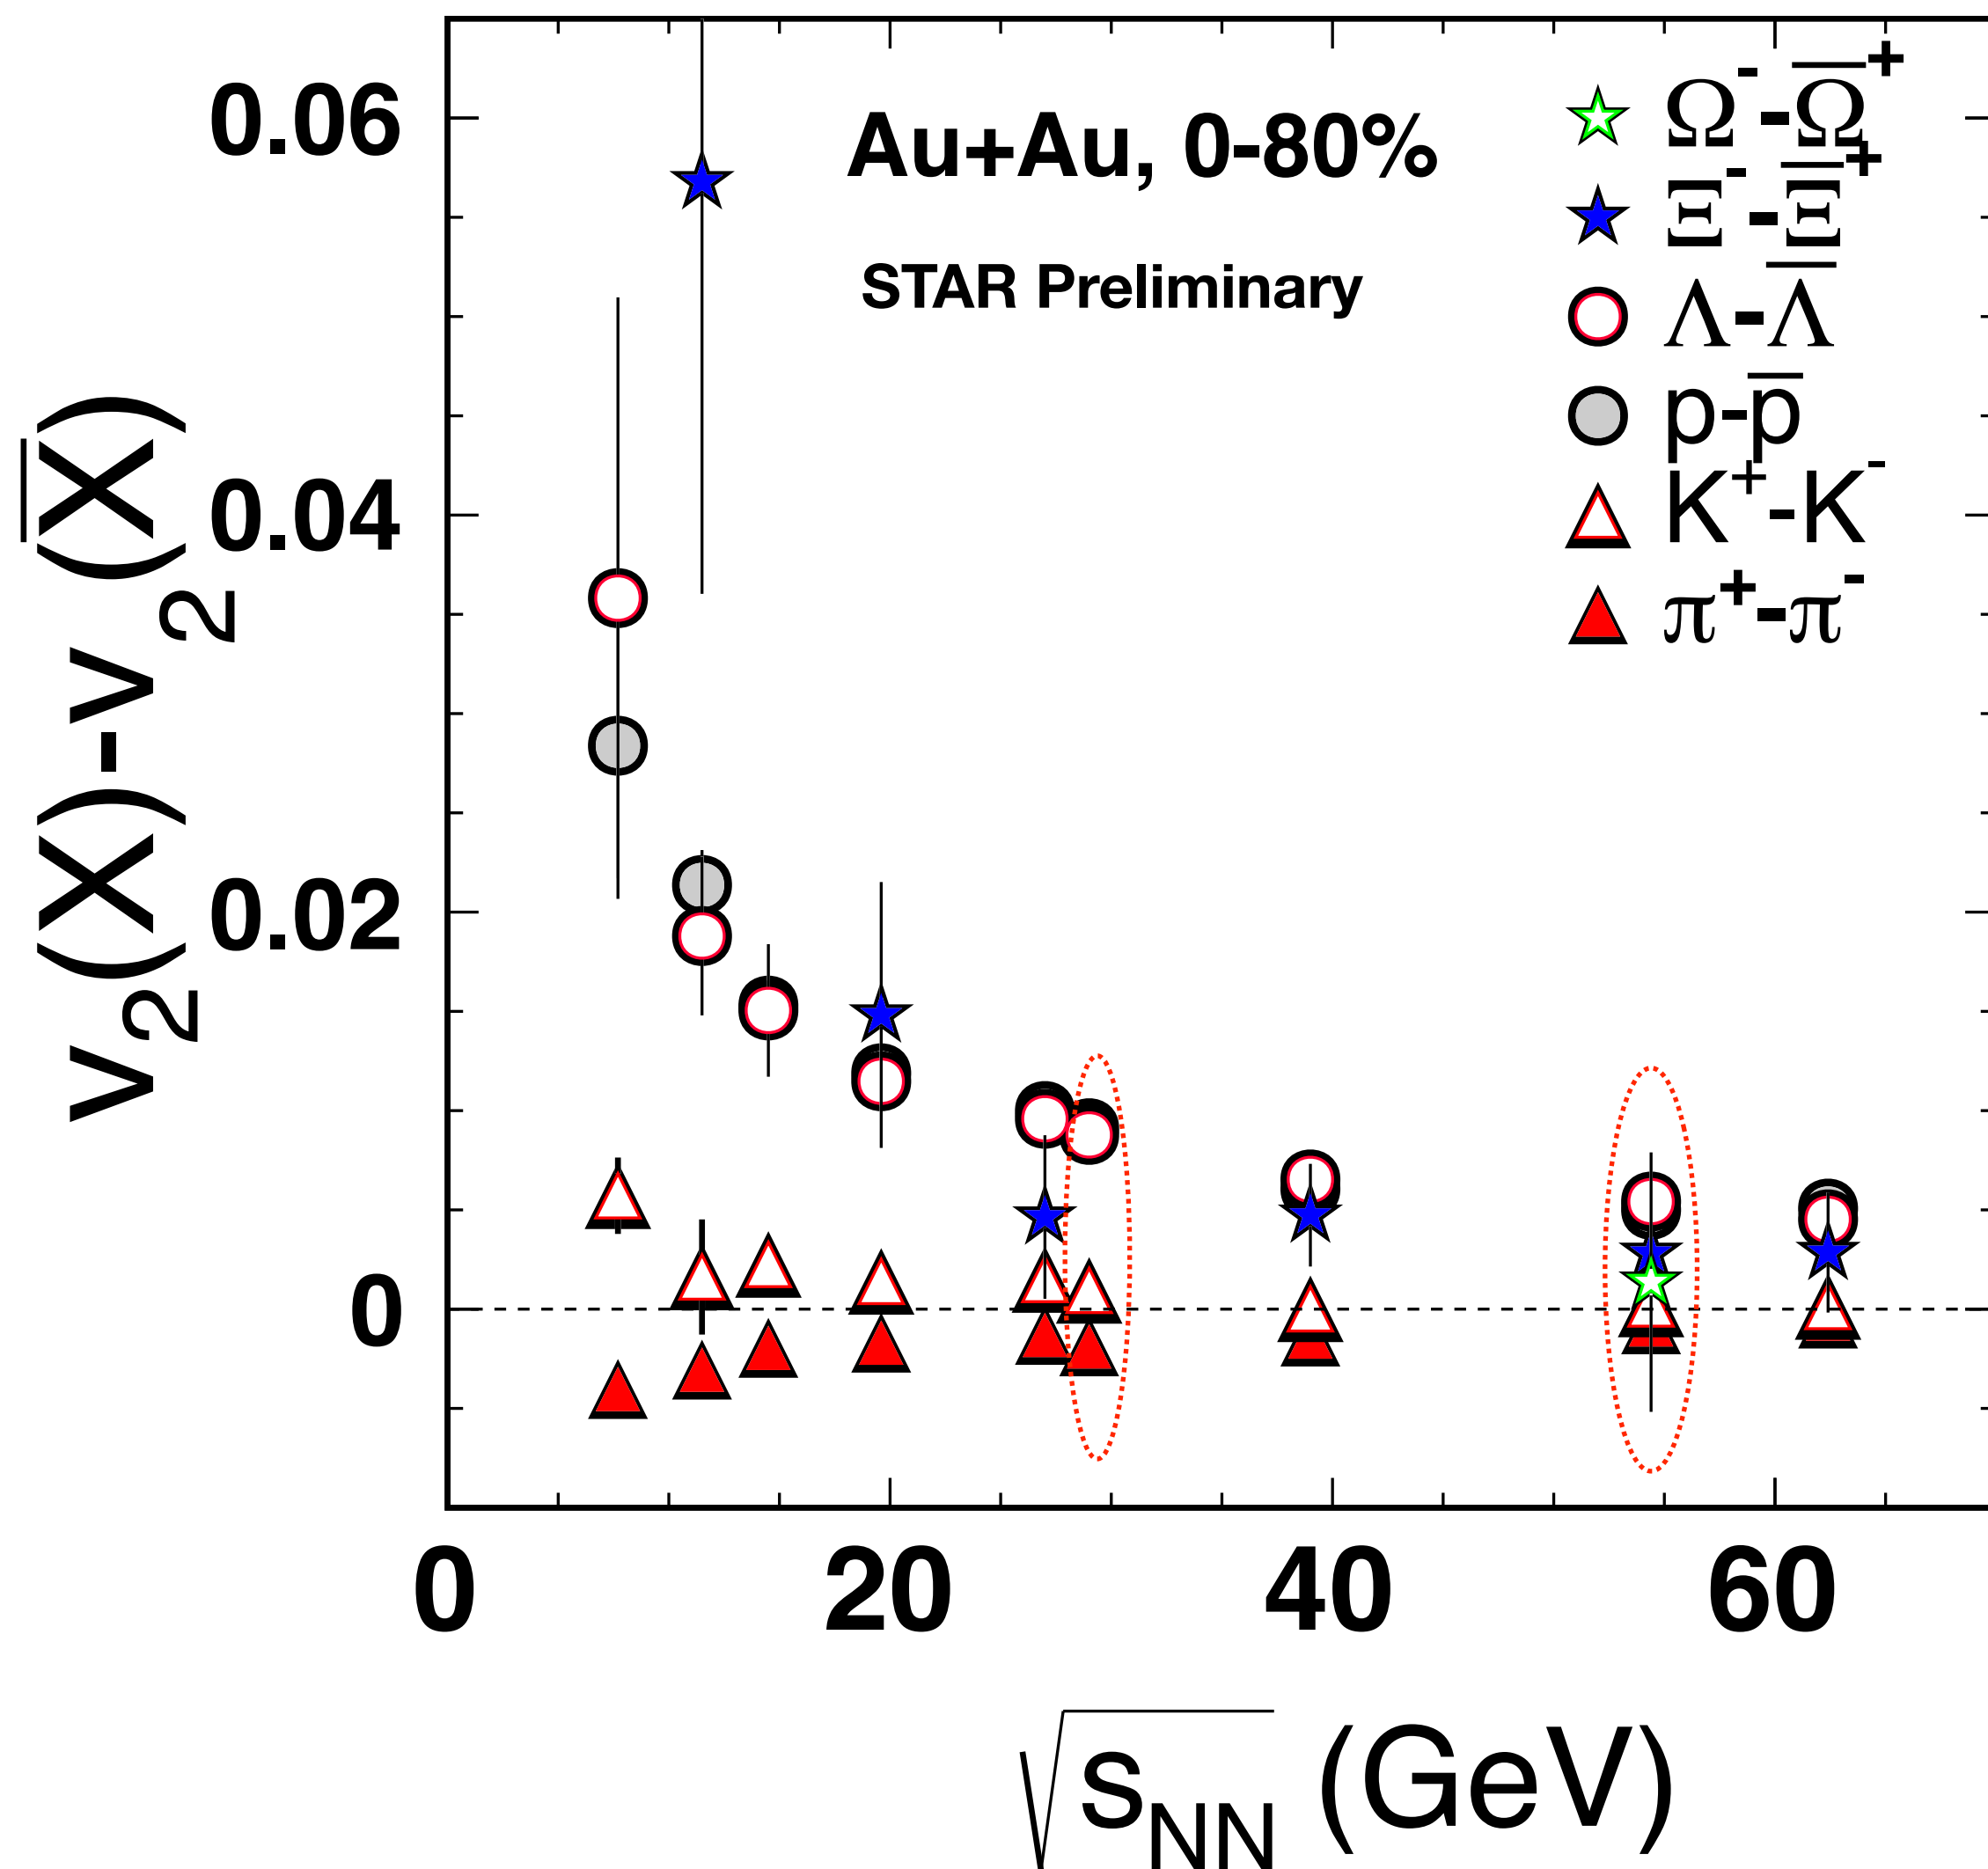 v₂(X)-v₂(X̅)
0.06
0.04
0.02
0
Au+Au, 0-80%
STAR Preliminary
Ω⁻-Ω̅⁺
Ξ⁻-Ξ̅⁺
Λ-Λ̅
p-p̅
K⁺-K⁻
π⁺-π⁻
0 20 40 60
√sNN (GeV)